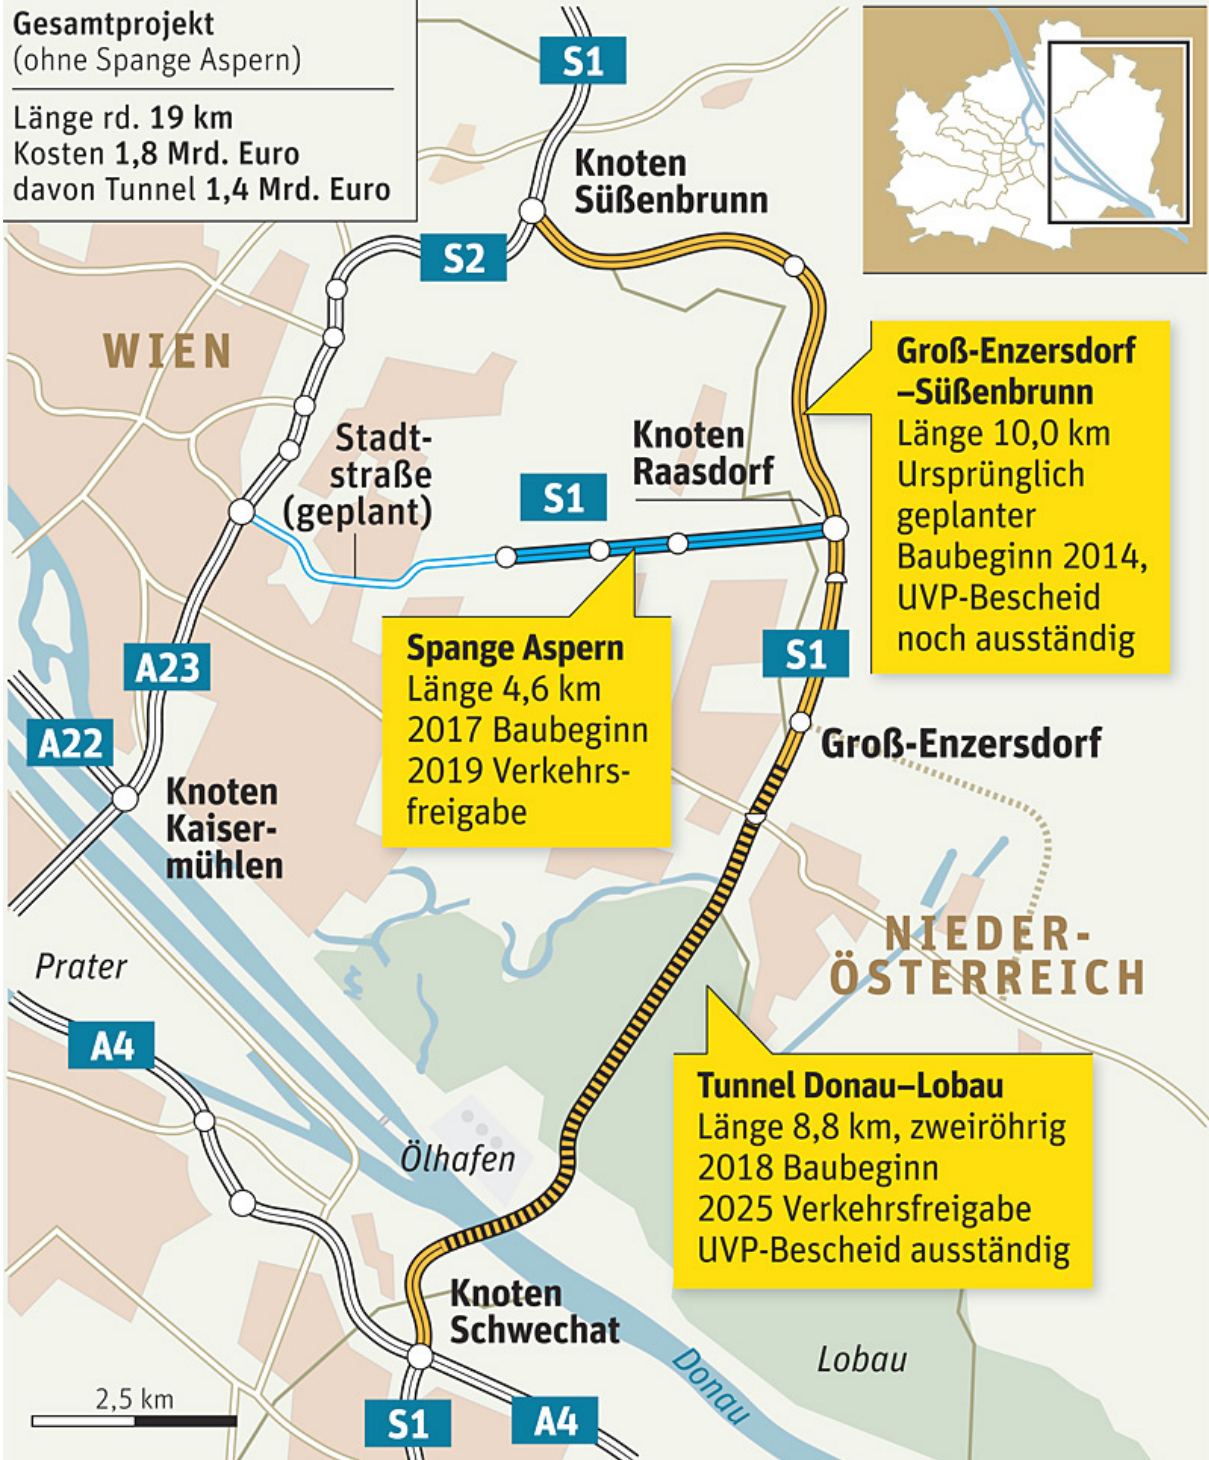 Gesamtprojekt
(ohne Spange Aspern)
Länge rd. 19 km
Kosten 1,8 Mrd. Euro
davon Tunnel 1,4 Mrd. Euro
S1
Knoten
Süßenbrunn
S2
WIEN
Groß-Enzersdorf
–Süßenbrunn
Länge 10,0 km
Ursprünglich
geplanter
Baubeginn 2014,
UVP-Bescheid
noch ausständig
Stadt-
straße
(geplant)
Knoten
Raasdorf
S1
Spange Aspern
Länge 4,6 km
2017 Baubeginn
2019 Verkehrs-
freigabe
S1
A23
A22
Groß-Enzersdorf
Knoten
Kaiser-
mühlen
Prater
NIEDER-
ÖSTERREICH
A4
Tunnel Donau–Lobau
Länge 8,8 km, zweiröhrig
2018 Baubeginn
2025 Verkehrsfreigabe
UVP-Bescheid ausständig
Ölhafen
Knoten
Schwechat
Lobau
Donau
2,5 km
S1
A4